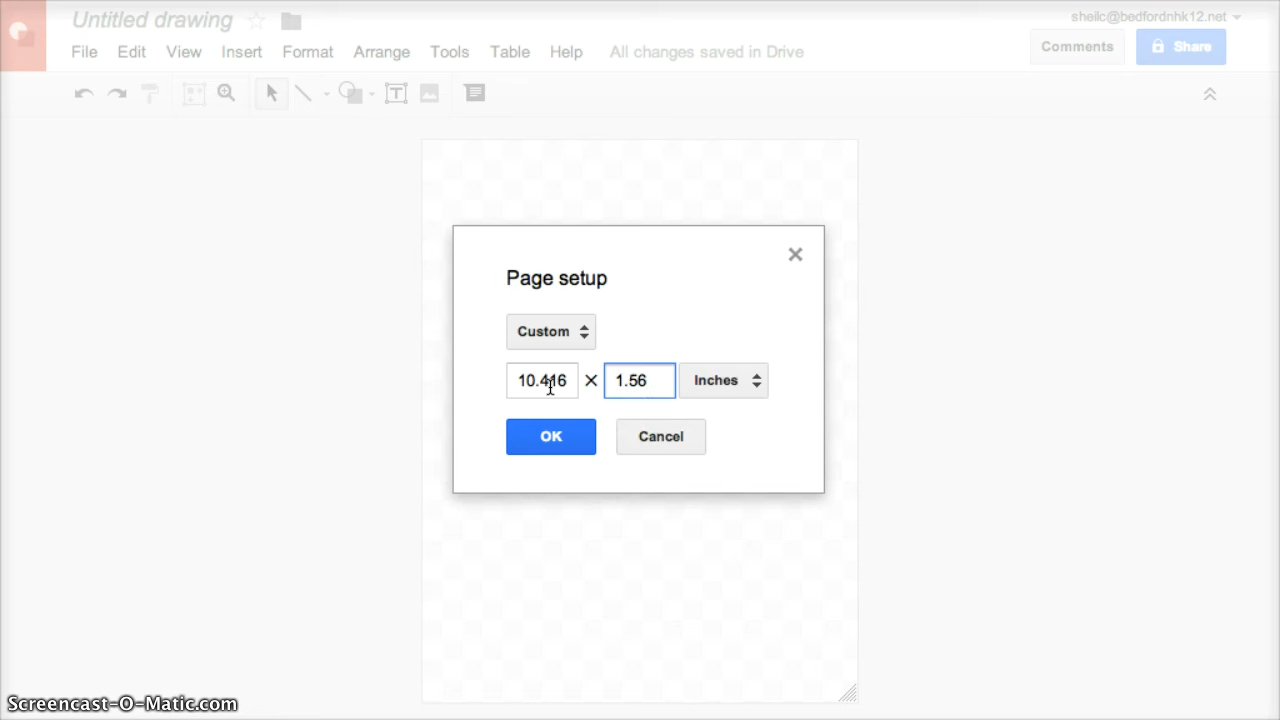 Untitled drawing
sheilc@bedfordnhk12.net
File Edit View Insert Format Arrange Tools Table Help All changes saved in Drive
Comments
Share
Page setup
Custom
10.416 × 1.56 Inches
OK Cancel
Screencast-O-Matic.com